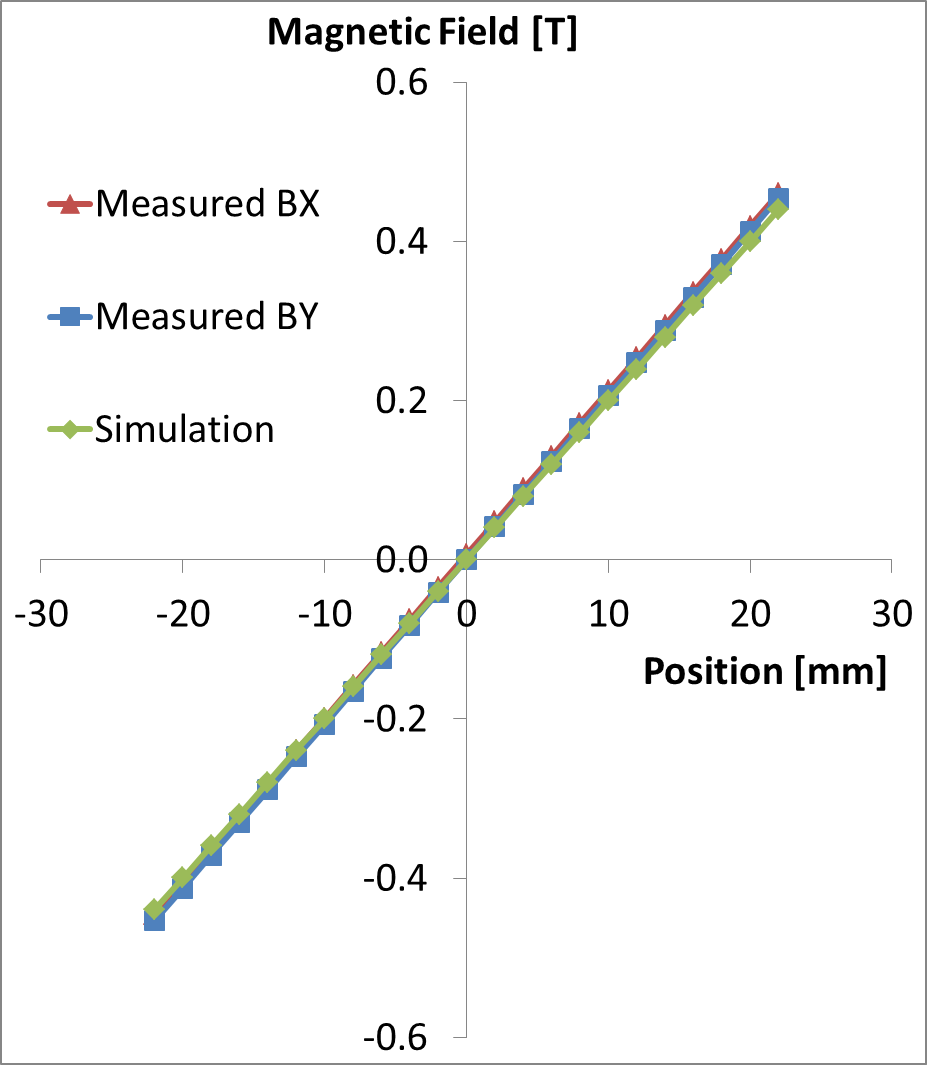 Magnetic Field [T]
0.6
Measured BX
0.4
Measured BY
0.2
Simulation
0.0
-30 -20 -10 0 10 20 30
Position [mm]
-0.2
-0.4
-0.6